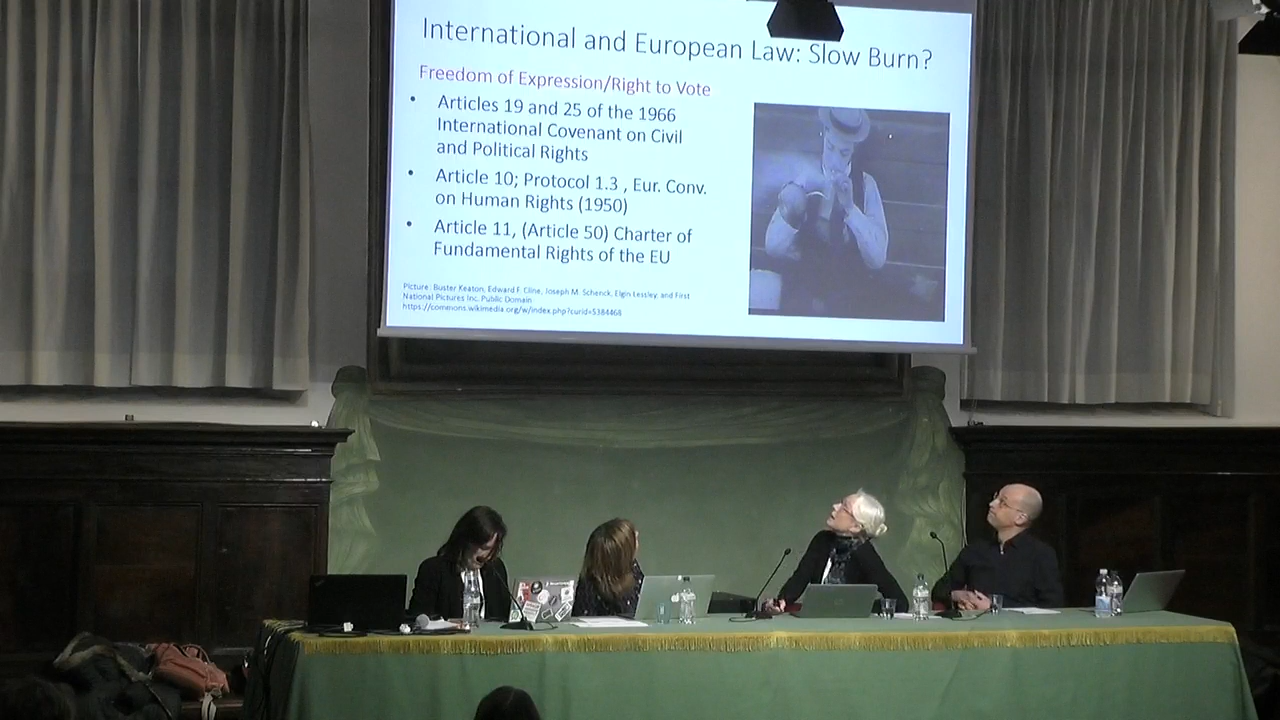 International and European Law: Slow Burn?
Freedom of Expression/Right to Vote
• Articles 19 and 25 of the 1966
International Covenant on Civil
and Political Rights
• Article 10; Protocol 1.3 , Eur. Conv.
on Human Rights (1950)
• Article 11, (Article 50) Charter of
Fundamental Rights of the EU
Picture: Buster Keaton, Edward F. Cline, Joseph M. Schenck, Elgin Lessley, and First
National Pictures Inc. Public Domain
https://commons.wikimedia.org/w/index.php?curid=5384468